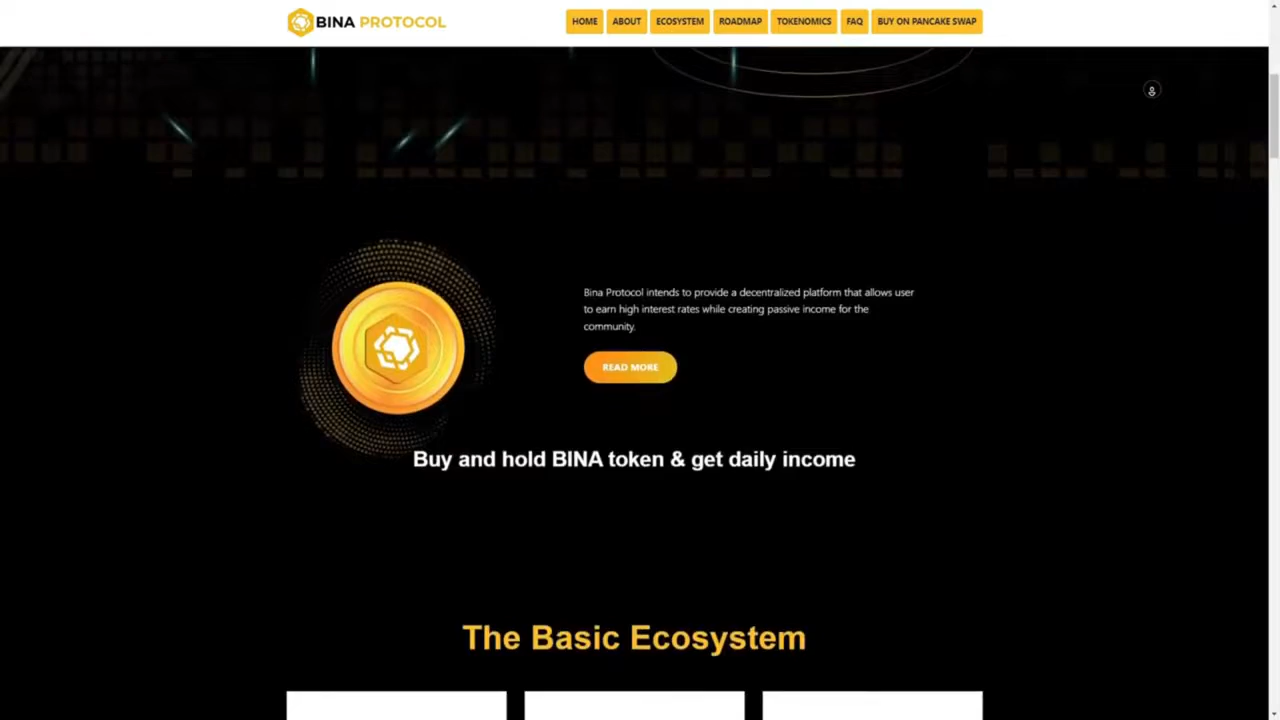 BINA PROTOCOL
HOME
ABOUT
ECOSYSTEM
ROADMAP
TOKENOMICS
FAQ
BUY ON PANCAKE SWAP
Bina Protocol intends to provide a decentralized platform that allows user
to earn high interest rates while creating passive income for the
community.
READ MORE
Buy and hold BINA token & get daily income
The Basic Ecosystem